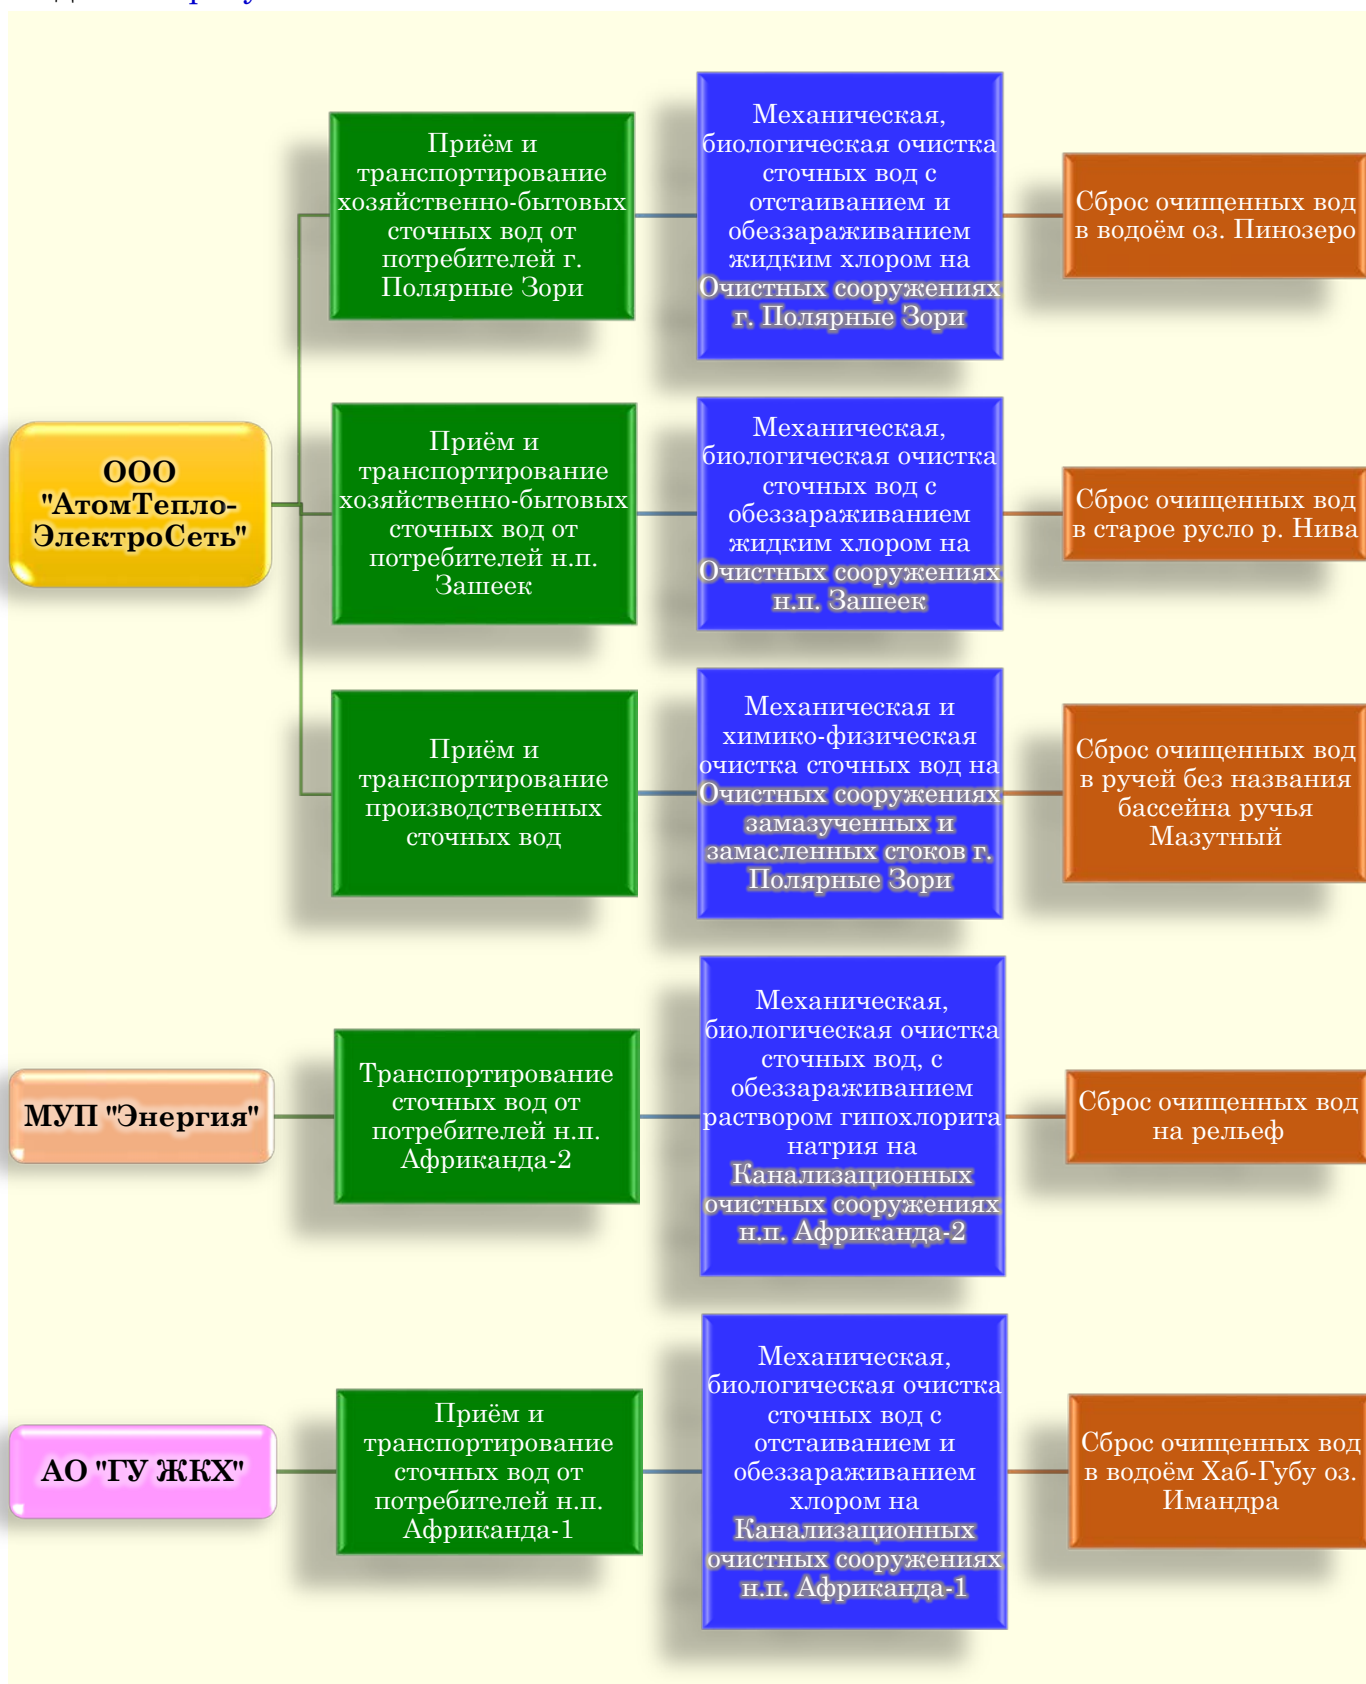 ООО
"АтомТепло-
ЭлектроСеть"
Приём и
транспортирование
хозяйственно-бытовых
сточных вод от
потребителей г.
Полярные Зори
Механическая,
биологическая очистка
сточных вод с
отстаиванием и
обеззараживанием
жидким хлором на
Очистных сооружениях
г. Полярные Зори
Сброс очищенных вод
в водоём оз. Пинозеро
Приём и
транспортирование
хозяйственно-бытовых
сточных вод от
потребителей н.п.
Зашеек
Механическая,
биологическая очистка
сточных вод с
обеззараживанием
жидким хлором на
Очистных сооружениях
н.п. Зашеек
Сброс очищенных вод
в старое русло р. Нива
Приём и
транспортирование
производственных
сточных вод
Механическая и
химико-физическая
очистка сточных вод на
Очистных сооружениях
замазученных и
замасленных стоков г.
Полярные Зори
Сброс очищенных вод
в ручей без названия
бассейна ручья
Мазутный
МУП "Энергия"
Транспортирование
сточных вод от
потребителей н.п.
Африканда-2
Механическая,
биологическая очистка
сточных вод, с
обеззараживанием
раствором гипохлорита
натрия на
Канализационных
очистных сооружениях
н.п. Африканда-2
Сброс очищенных вод
на рельеф
АО "ГУ ЖКХ"
Приём и
транспортирование
сточных вод от
потребителей н.п.
Африканда-1
Механическая,
биологическая очистка
сточных вод с
отстаиванием и
обеззараживанием
хлором на
Канализационных
очистных сооружениях
н.п. Африканда-1
Сброс очищенных вод
в водоём Хаб-Губу оз.
Имандра